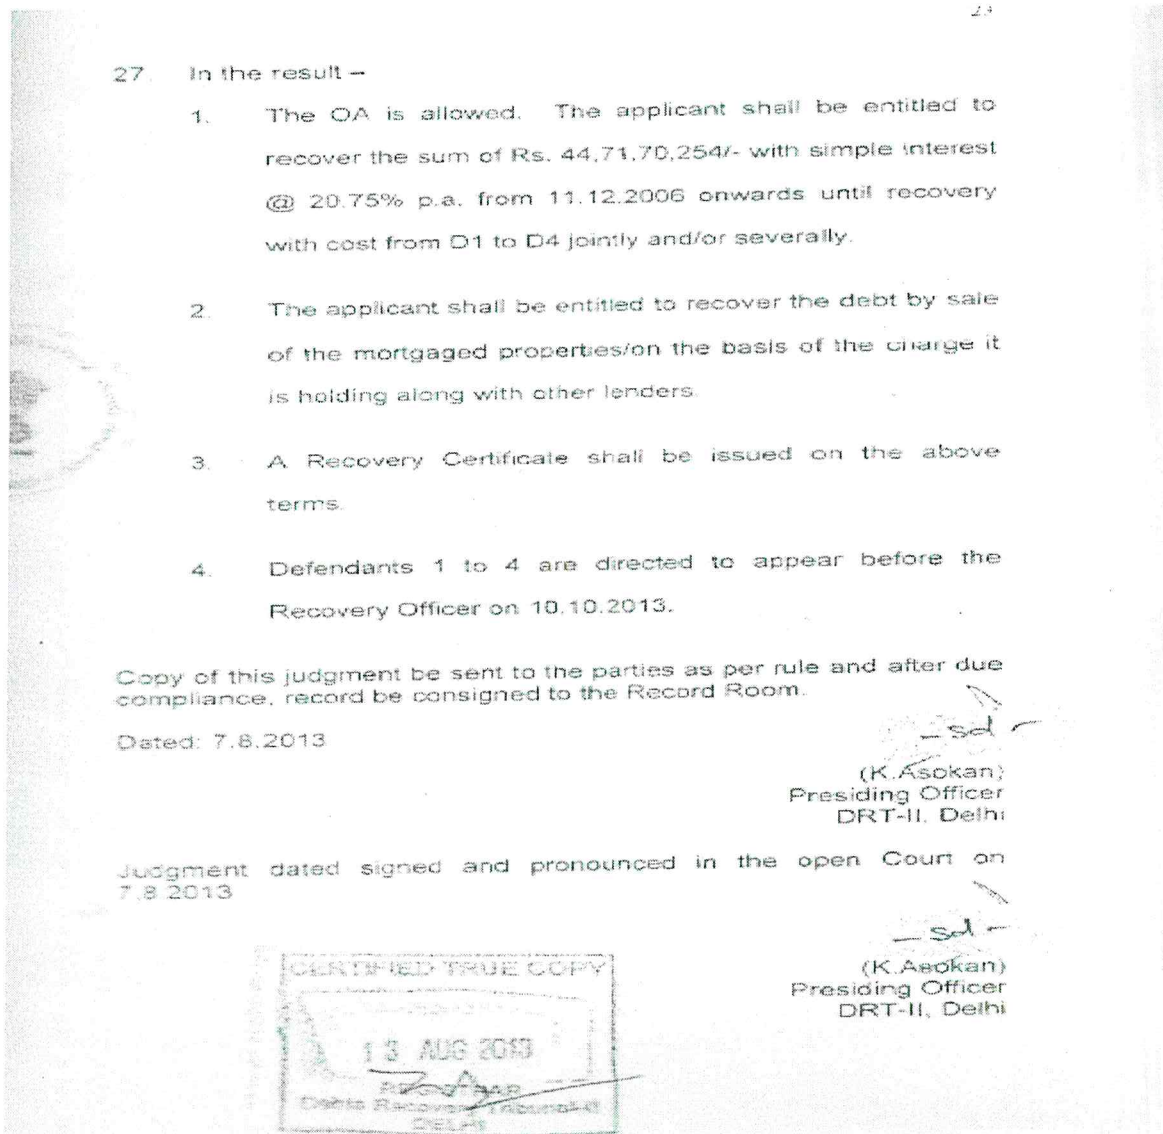 23
27. In the result –
1. The OA is allowed. The applicant shall be entitled to
recover the sum of Rs. 44,71,70,254/- with simple interest
@ 20.75% p.a. from 11.12.2006 onwards until recovery
with cost from D1 to D4 jointly and/or severally.
2. The applicant shall be entitled to recover the debt by sale
of the mortgaged properties/on the basis of the charge it
is holding along with other lenders.
3. A Recovery Certificate shall be issued on the above
terms.
4. Defendants 1 to 4 are directed to appear before the
Recovery Officer on 10.10.2013.
Copy of this judgment be sent to the parties as per rule and after due
compliance, record be consigned to the Record Room.
Dated: 7.8.2013
– Sd –
(K.Asokan)
Presiding Officer
DRT-II, Delhi
Judgment dated signed and pronounced in the open Court on
7.8.2013
– Sd –
(K.Asokan)
Presiding Officer
DRT-II, Delhi
CERTIFIED TRUE COPY
13 AUG 2013
REGISTRAR
Debts Recovery Tribunal-II
DELHI